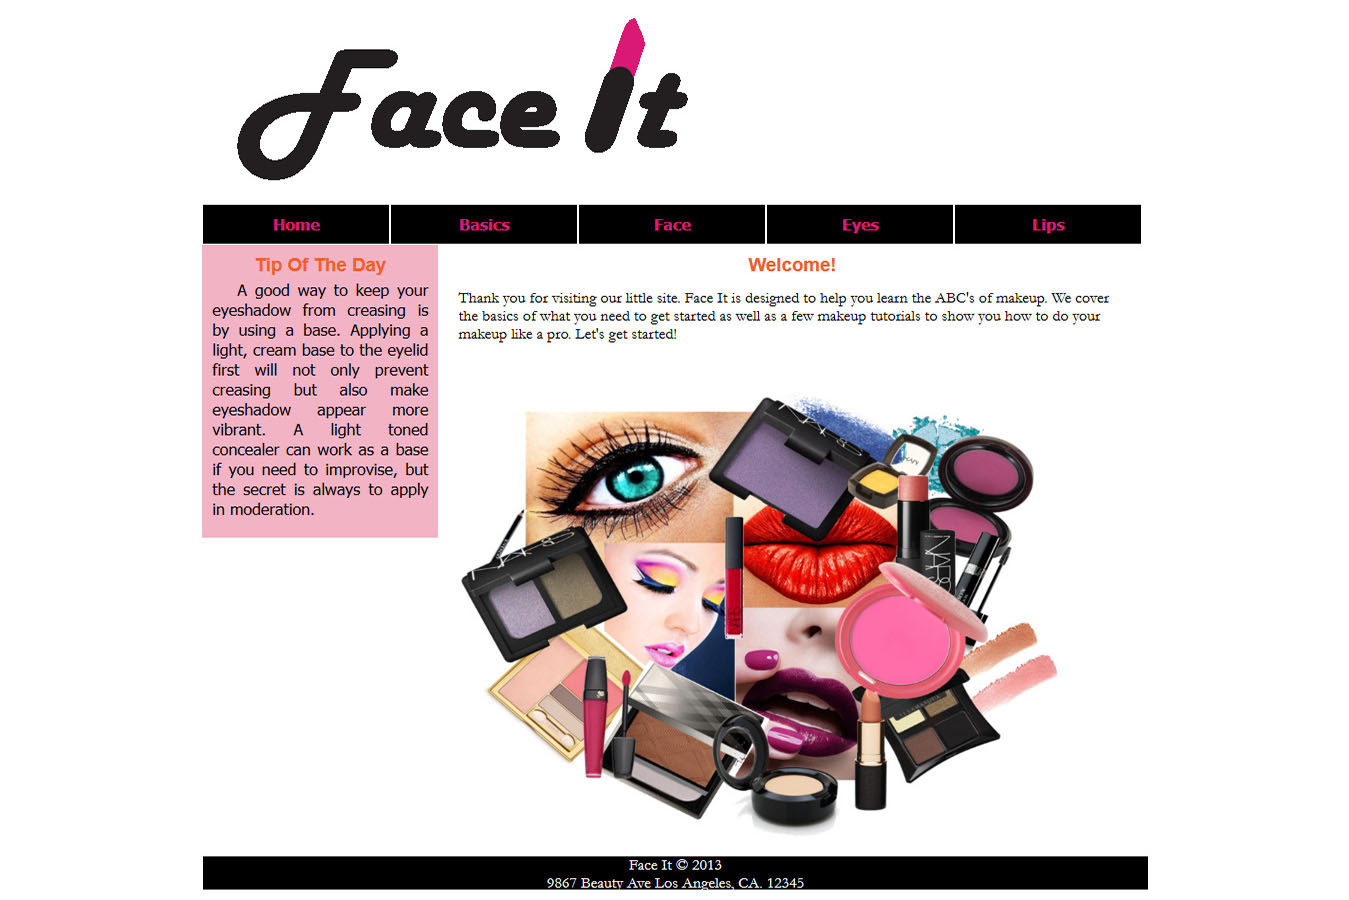 Face It
Home
Basics
Face
Eyes
Lips
Tip Of The Day
A good way to keep your
eyeshadow from creasing is
by using a base. Applying a
light, cream base to the eyelid
first will not only prevent
creasing but also make
eyeshadow appear more
vibrant. A light toned
concealer can work as a base
if you need to improvise, but
the secret is always to apply
in moderation.
Welcome!
Thank you for visiting our little site. Face It is designed to help you learn the ABC's of makeup. We cover
the basics of what you need to get started as well as a few makeup tutorials to show you how to do your
makeup like a pro. Let's get started!
NARS
NARS
NARS
Face It © 2013
9867 Beauty Ave Los Angeles, CA. 12345